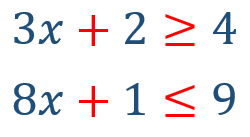 3x + 2 ≥ 4
8x + 1 ≤ 9